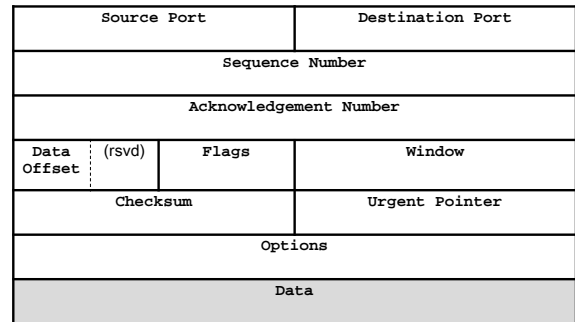 Source Port
Destination Port
Sequence Number
Acknowledgement Number
Data
Offset
(rsvd)
Flags
Window
Checksum
Urgent Pointer
Options
Data